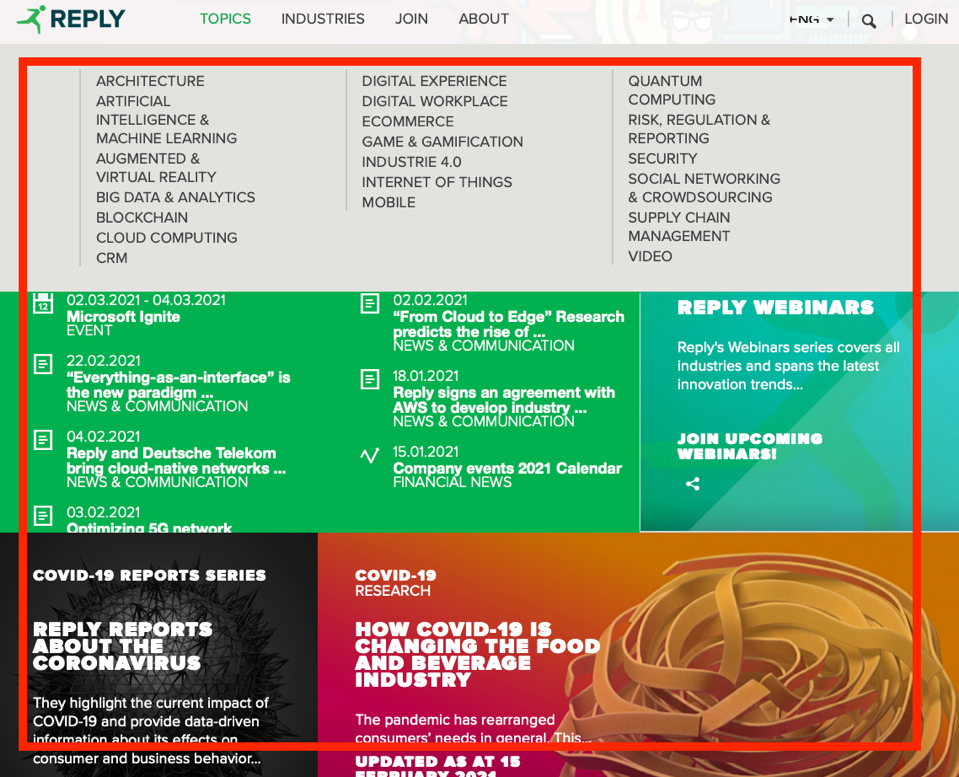 REPLY
TOPICS INDUSTRIES JOIN ABOUT ENG LOGIN
ARCHITECTURE
ARTIFICIAL
INTELLIGENCE &
MACHINE LEARNING
AUGMENTED &
VIRTUAL REALITY
BIG DATA & ANALYTICS
BLOCKCHAIN
CLOUD COMPUTING
CRM
DIGITAL EXPERIENCE
DIGITAL WORKPLACE
ECOMMERCE
GAME & GAMIFICATION
INDUSTRIE 4.0
INTERNET OF THINGS
MOBILE
QUANTUM
COMPUTING
RISK, REGULATION &
REPORTING
SECURITY
SOCIAL NETWORKING
& CROWDSOURCING
SUPPLY CHAIN
MANAGEMENT
VIDEO
12
02.03.2021 - 04.03.2021
Microsoft Ignite
EVENT
22.02.2021
“Everything-as-an-interface” is
the new paradigm ...
NEWS & COMMUNICATION
04.02.2021
Reply and Deutsche Telekom
bring cloud-native networks ...
NEWS & COMMUNICATION
03.02.2021
Optimizing 5G network
02.02.2021
“From Cloud to Edge” Research
predicts the rise of ...
NEWS & COMMUNICATION
18.01.2021
Reply signs an agreement with
AWS to develop industry ...
NEWS & COMMUNICATION
15.01.2021
Company events 2021 Calendar
FINANCIAL NEWS
REPLY WEBINARS
Reply's Webinars series covers all
industries and spans the latest
innovation trends...
JOIN UPCOMING
WEBINARS!
COVID-19 REPORTS SERIES
REPLY REPORTS
ABOUT THE
CORONAVIRUS
They highlight the current impact of
COVID-19 and provide data-driven
information about its effects on
consumer and business behavior...
COVID-19
RESEARCH
HOW COVID-19 IS
CHANGING THE FOOD
AND BEVERAGE
INDUSTRY
The pandemic has rearranged
consumers' needs in general. This...
UPDATED AS AT 15
FEBRUARY 2021